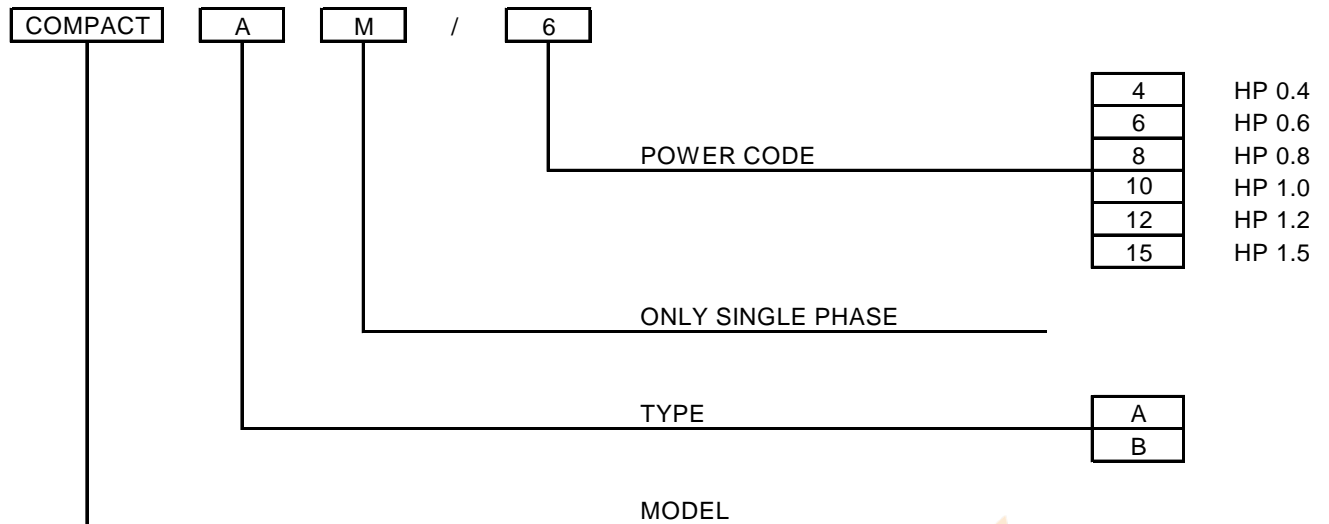 COMPACT A M / 6
4 HP 0.4
6 HP 0.6
POWER CODE 8 HP 0.8
10 HP 1.0
12 HP 1.2
15 HP 1.5
ONLY SINGLE PHASE
TYPE A
B
MODEL